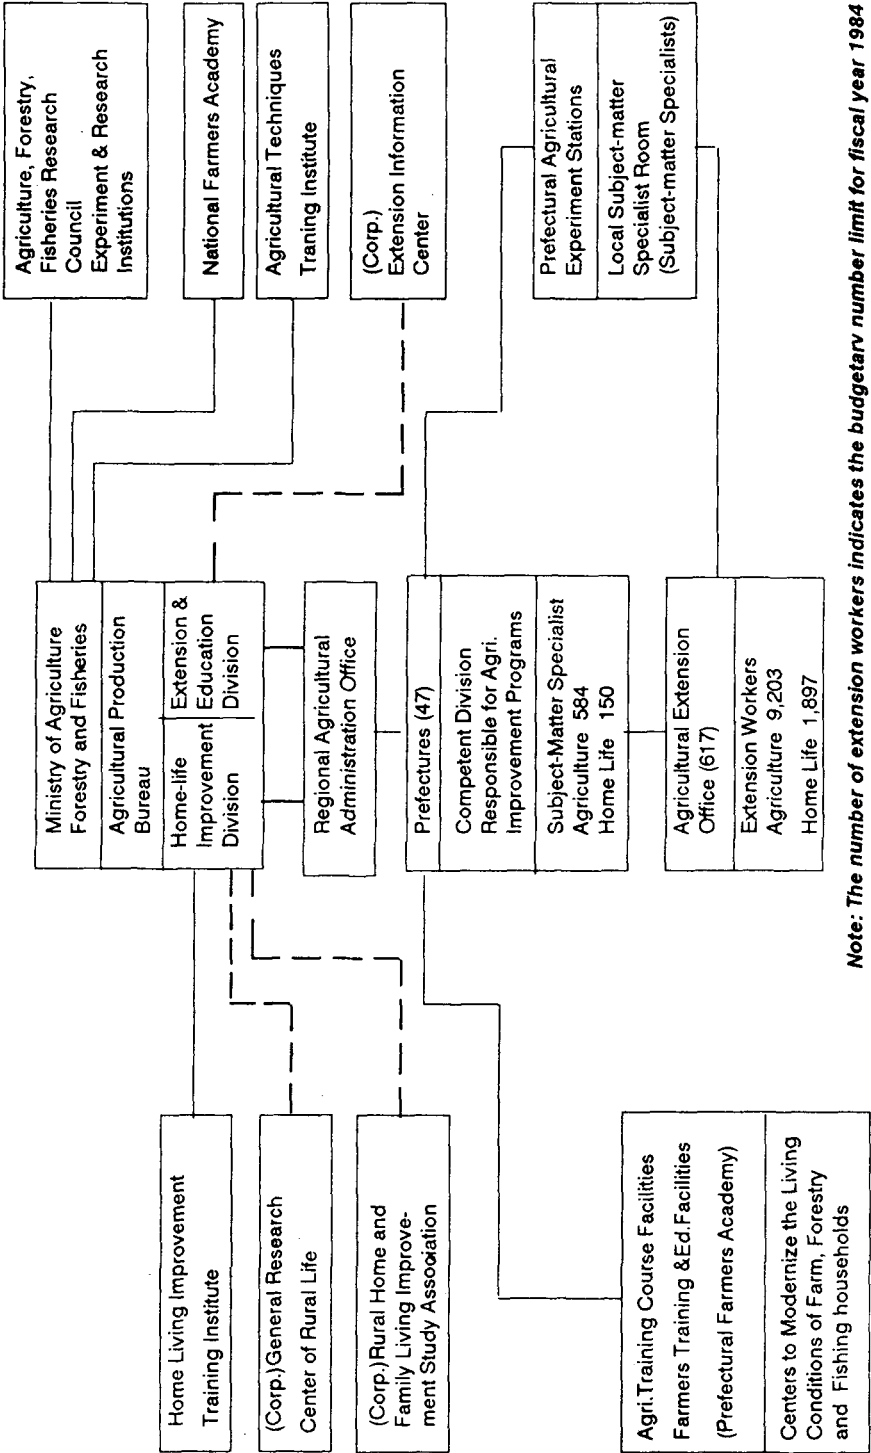 Agriculture, Forestry,
Fisheries Research
Council
Experiment & Research
Institutions
National Farmers Academy
Agricultural Techniques
Traning Institute
(Corp.)
Extension Information
Center
Ministry of Agriculture
Forestry and Fisheries
Agricultural Production
Bureau
Home-life
Improvement
Division
Extension &
Education
Division
Regional Agricultural
Administration Office
Home Living Improvement
Training Institute
(Corp.)General Research
Center of Rural Life
(Corp.)Rural Home and
Family Living Improve-
ment Study Association
Prefectures (47)
Competent Division
Responsible for Agri.
Improvement Programs
Subject-Matter Specialist
Agriculture 584
Home Life 150
Prefectural Agricultural
Experiment Stations
Local Subject-matter
Specialist Room
(Subject-matter Specialists)
Agricultural Extension
Office (617)
Extension Workers
Agriculture 9,203
Home Life 1,897
Agri.Training Course Facilities
Farmers Training &Ed.Facilities
(Prefectural Farmers Academy)
Centers to Modernize the Living
Conditions of Farm, Forestry
and Fishing households
Note: The number of extension workers indicates the budgetary number limit for fiscal year 1984